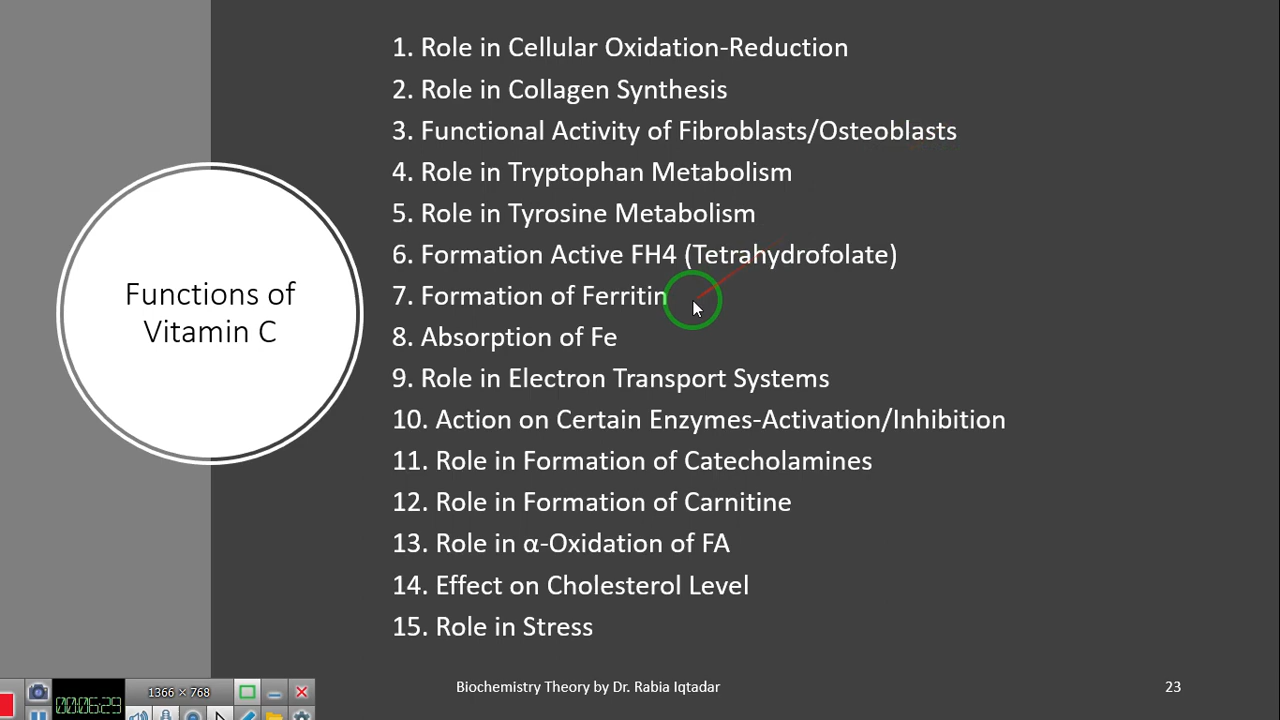 1. Role in Cellular Oxidation-Reduction
2. Role in Collagen Synthesis
3. Functional Activity of Fibroblasts/Osteoblasts
4. Role in Tryptophan Metabolism
5. Role in Tyrosine Metabolism
6. Formation Active FH4 (Tetrahydrofolate)
7. Formation of Ferritin
8. Absorption of Fe
9. Role in Electron Transport Systems
10. Action on Certain Enzymes-Activation/Inhibition
11. Role in Formation of Catecholamines
12. Role in Formation of Carnitine
13. Role in α-Oxidation of FA
14. Effect on Cholesterol Level
15. Role in Stress
Functions of
Vitamin C
Biochemistry Theory by Dr. Rabia Iqtadar
23
00:06:29
1366 × 768